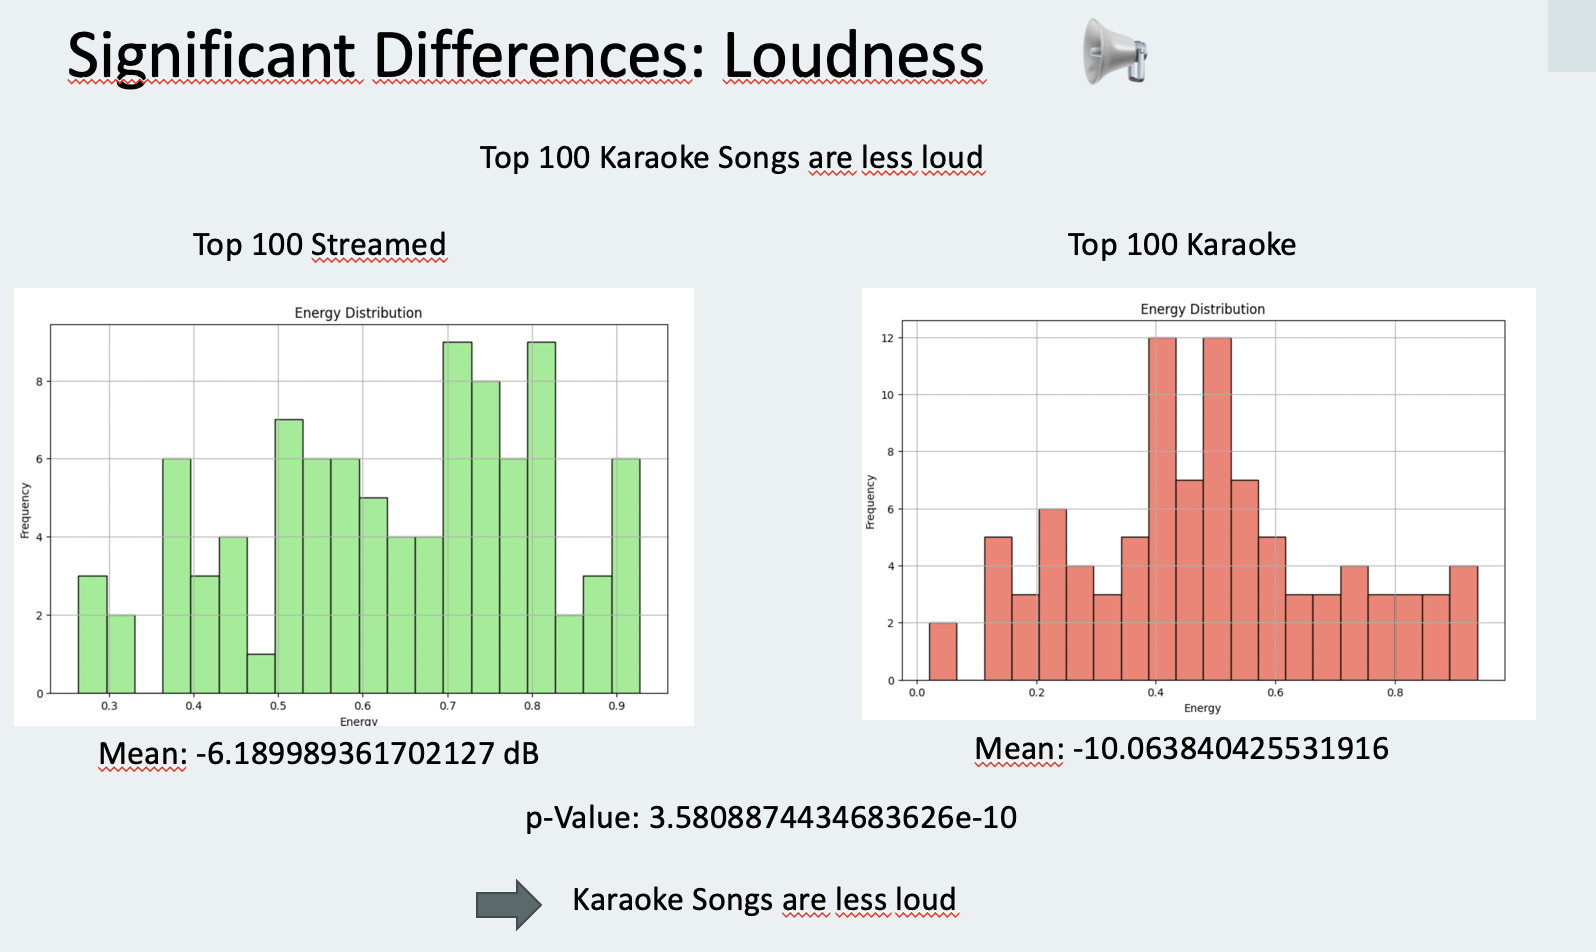 Significant Differences: Loudness
Top 100 Karaoke Songs are less loud
Top 100 Streamed
Top 100 Karaoke
Energy Distribution
8
6
4
2
0
Frequency
0.3 0.4 0.5 0.6 0.7 0.8 0.9
Energy
Energy Distribution
12
10
8
6
4
2
0
Frequency
0.0 0.2 0.4 0.6 0.8
Energy
Mean: -6.189989361702127 dB
Mean: -10.063840425531916
p-Value: 3.5808874434683626e-10
Karaoke Songs are less loud